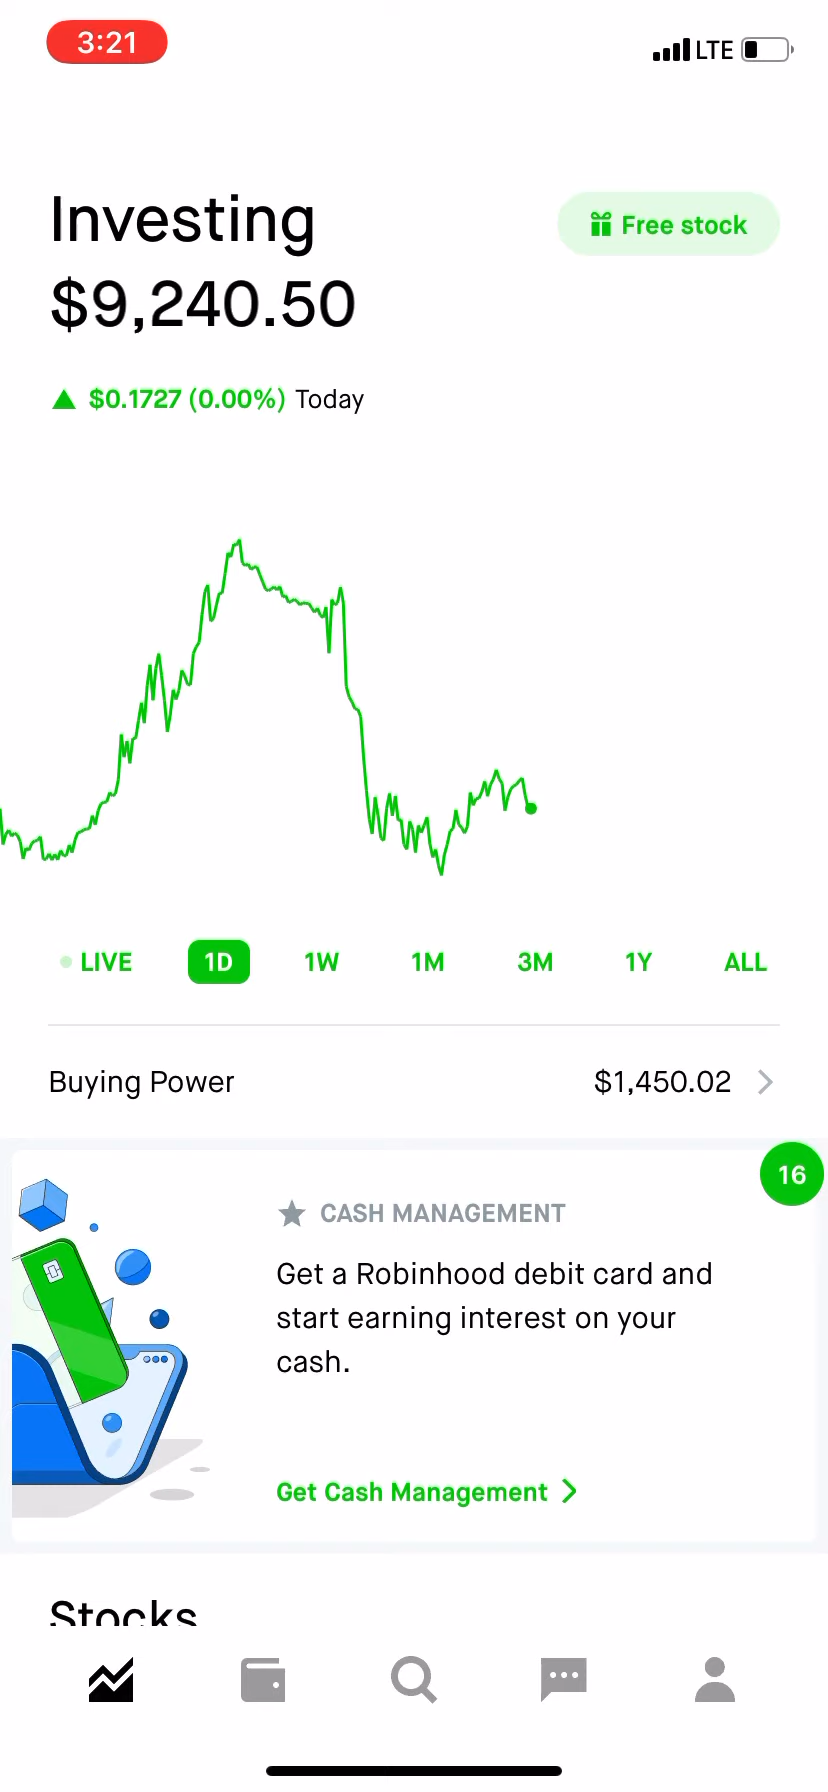 3:21
LTE
Investing
Free stock
$9,240.50
$0.1727 (0.00%) Today
LIVE 1D 1W 1M 3M 1Y ALL
Buying Power $1,450.02
16
CASH MANAGEMENT
Get a Robinhood debit card and
start earning interest on your
cash.
Get Cash Management
Stocks